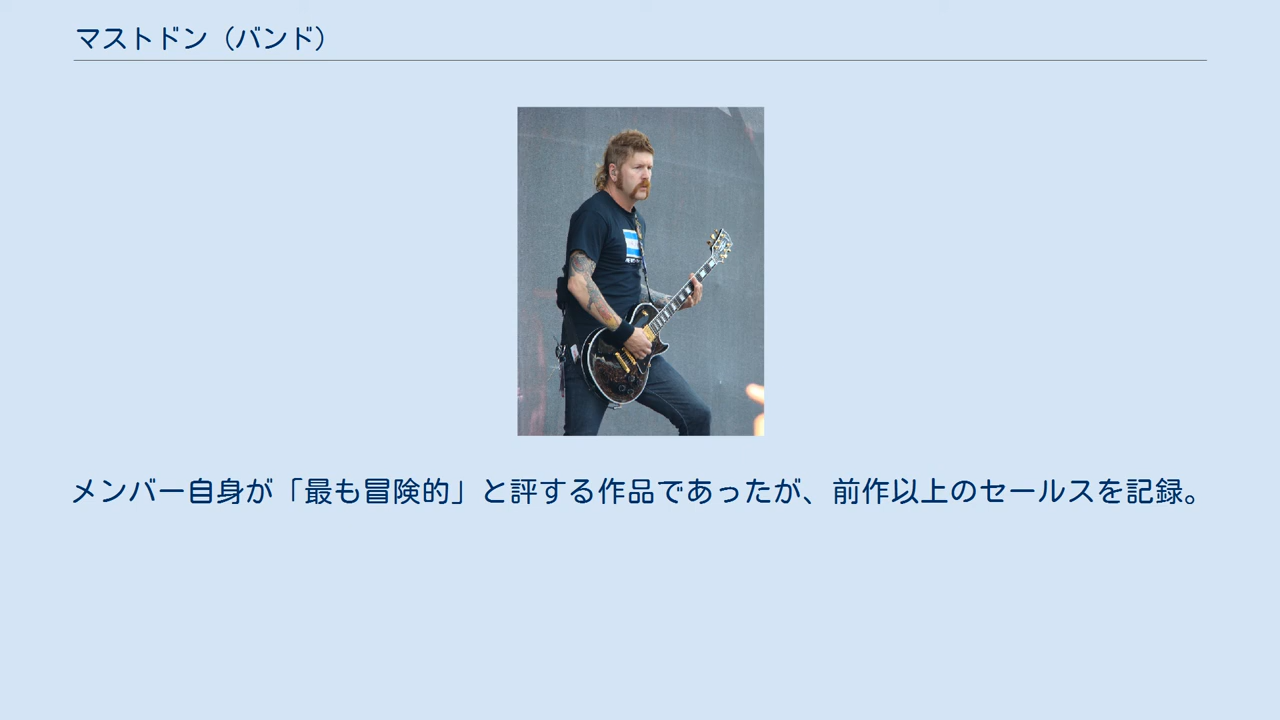 マストドン（バンド）
メンバー自身が「最も冒険的」と評する作品であったが、前作以上のセールスを記録。